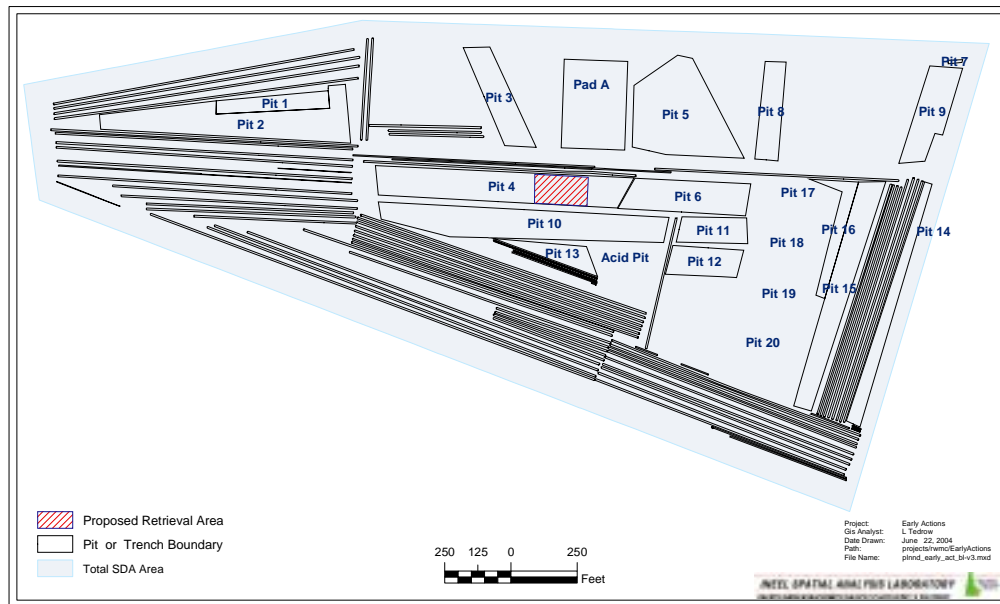 Pit 7
Pit 3
Pad A
Pit 5
Pit 8
Pit 9
Pit 1
Pit 2
Pit 4
Pit 6
Pit 17
Pit 10
Pit 11
Pit 16
Pit 14
Pit 18
Pit 13
Acid Pit
Pit 12
Pit 19
Pit 15
Pit 20
Proposed Retrieval Area
Pit or Trench Boundary
Total SDA Area
250 125 0 250
Feet
Project: Early Actions
Gis Analyst: L Tedrow
Date Drawn: June 22, 2004
Path: projects/rwmc/EarlyActions
File Name: plnnd_early_act_bl-v3.mxd
INEEL SPATIAL ANALYSIS LABORATORY